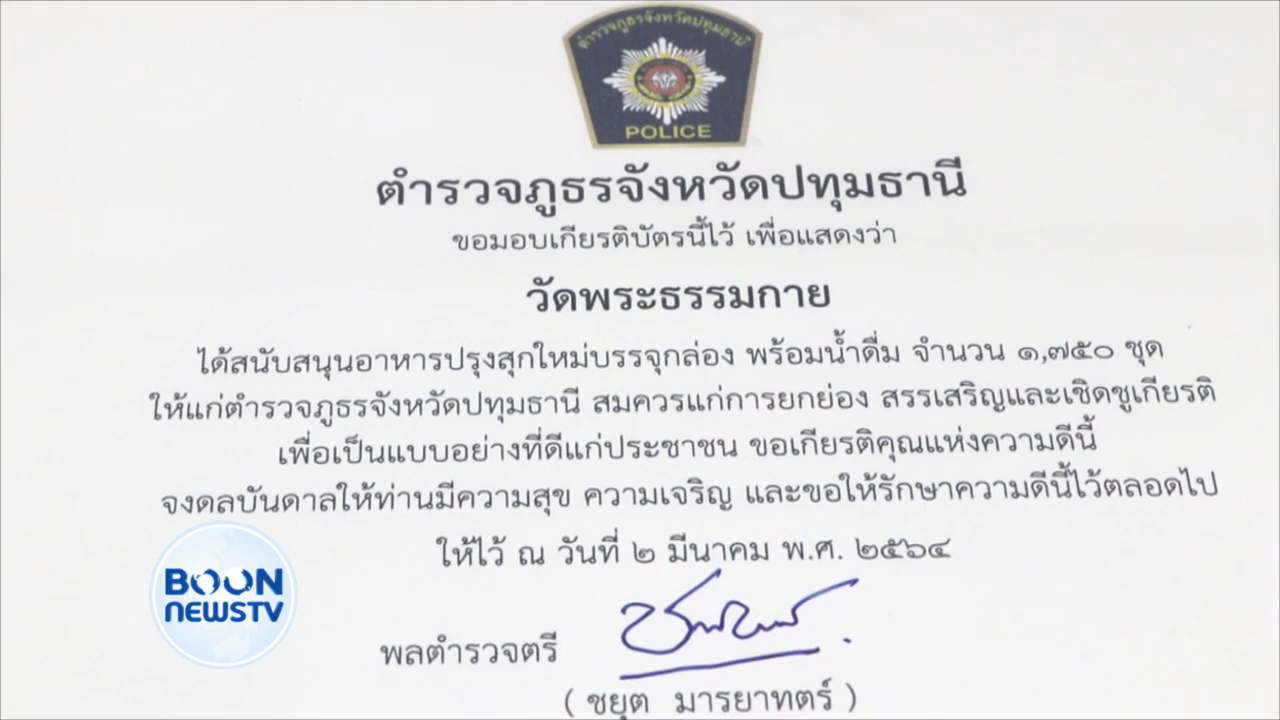 ตำรวจภูธรจังหวัดปทุมธานี
POLICE
ตำรวจภูธรจังหวัดปทุมธานี
ขอมอบเกียรติบัตรนี้ไว้ เพื่อแสดงว่า
วัดพระธรรมกาย
ได้สนับสนุนอาหารปรุงสุกใหม่บรรจุกล่อง พร้อมน้ำดื่ม จำนวน ๑,๗๕๐ ชุด
ให้แก่ตำรวจภูธรจังหวัดปทุมธานี สมควรแก่การยกย่อง สรรเสริญและเชิดชูเกียรติ
เพื่อเป็นแบบอย่างที่ดีแก่ประชาชน ขอเกียรติคุณแห่งความดีนี้
จงดลบันดาลให้ท่านมีความสุข ความเจริญ และขอให้รักษาความดีนี้ไว้ตลอดไป
ให้ไว้ ณ วันที่ ๒ มีนาคม พ.ศ. ๒๕๖๔
พลตำรวจตรี
( ชยุต มารยาทตร์ )
BOON
NEWSTV